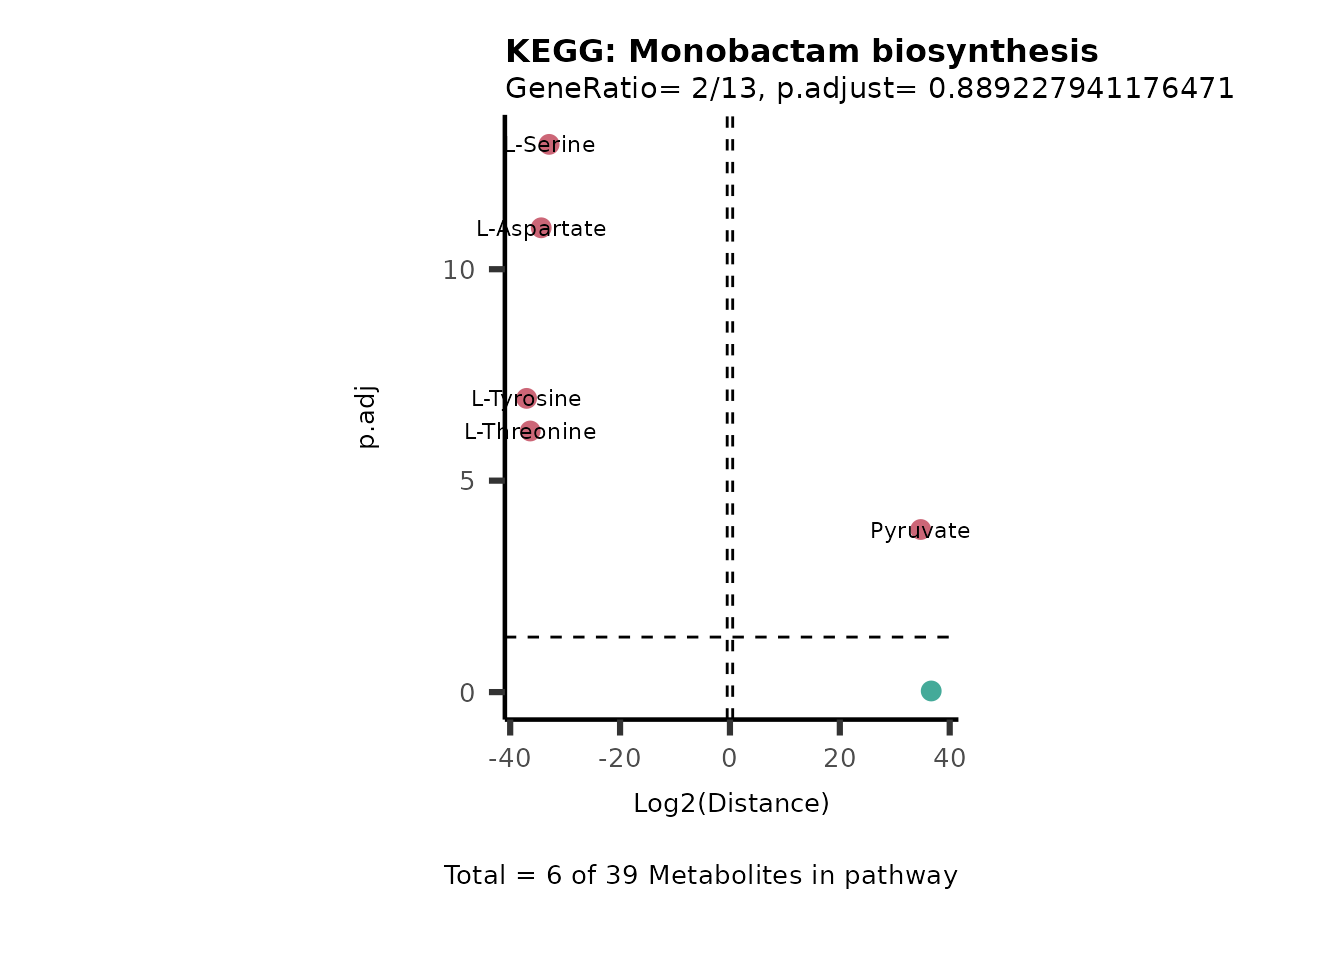 KEGG: Monobactam biosynthesis
GeneRatio= 2/13, p.adjust= 0.889227941176471
L-Serine
L-Aspartate
10
L-Tyrosine
L-Threonine
p.adj
5
Pyruvate
0
-40 -20 0 20 40
Log2(Distance)
Total = 6 of 39 Metabolites in pathway